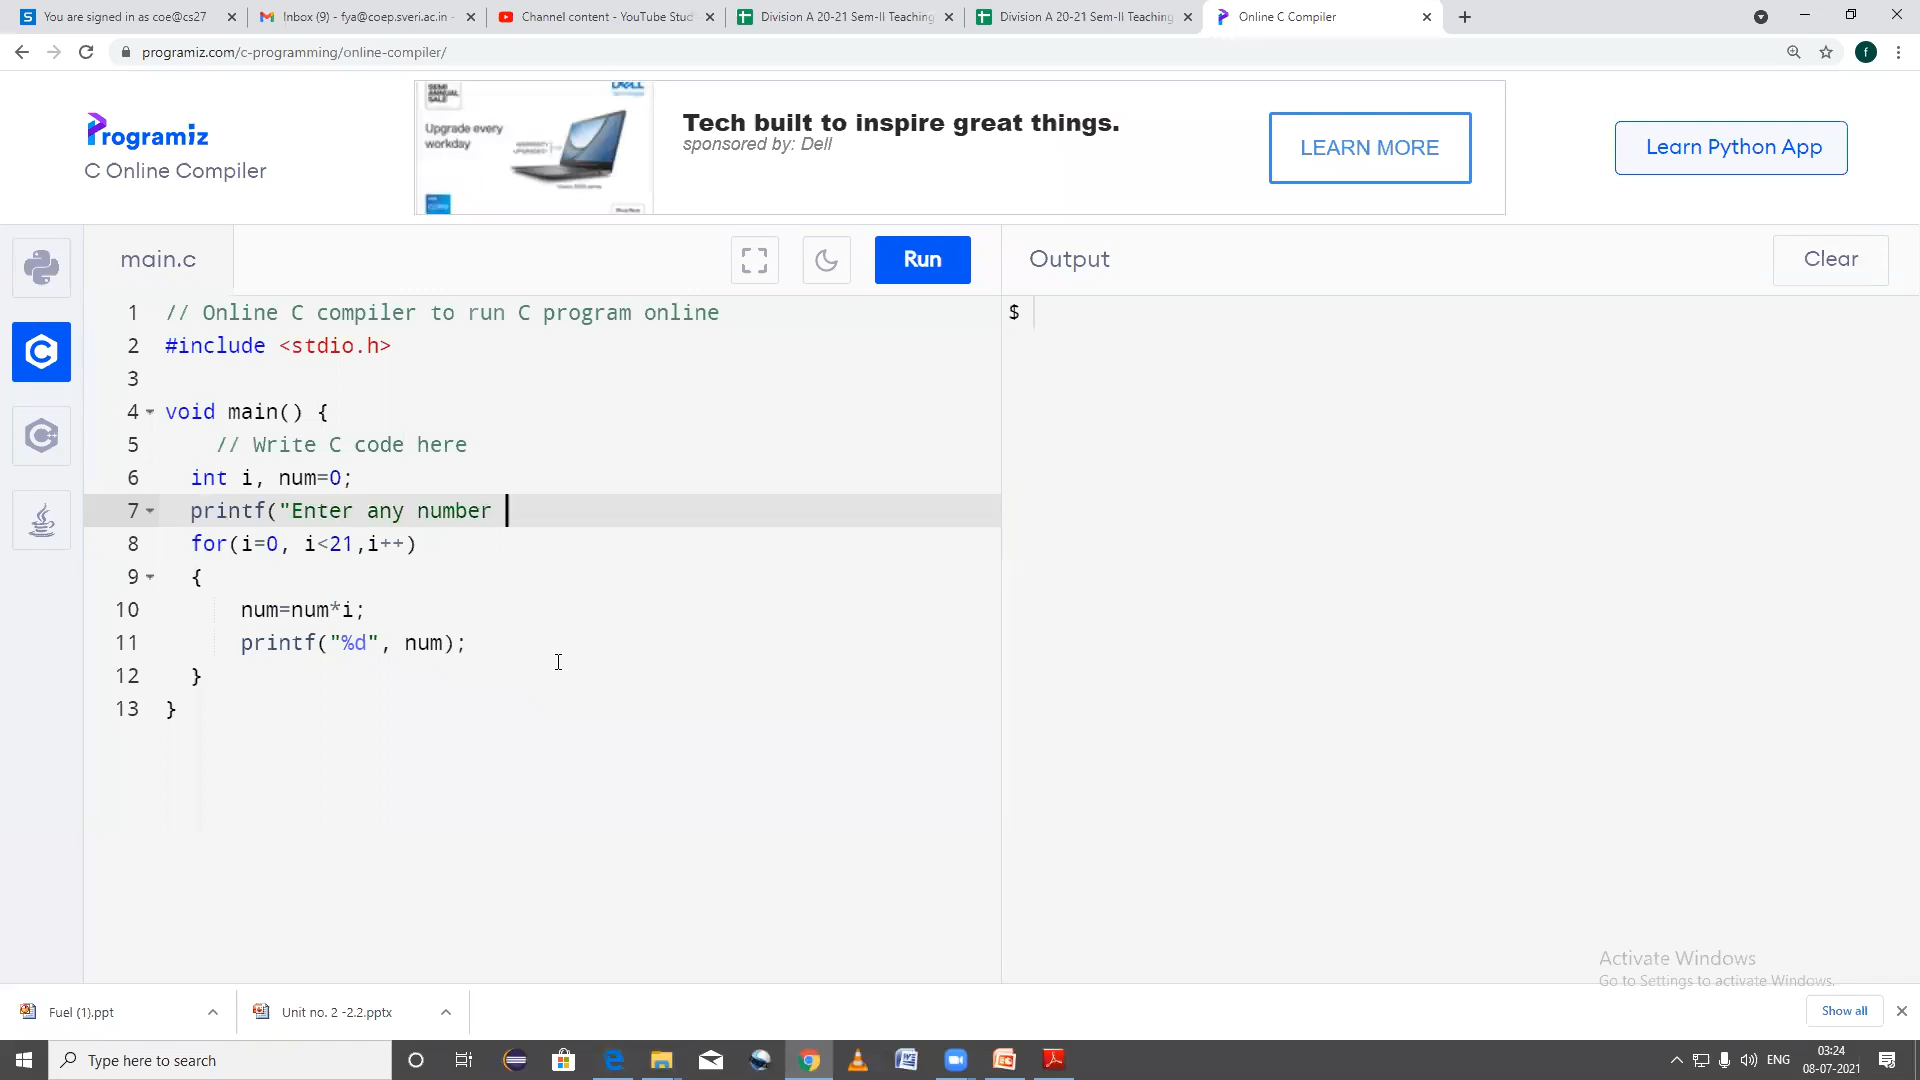 You are signed in as coe@cs27
Inbox (9) - fya@coep.sveri.ac.in -
Channel content - YouTube Stud
Division A 20-21 Sem-II Teaching
Division A 20-21 Sem-II Teaching
Online C Compiler
programiz.com/c-programming/online-compiler/
f
Programiz
C Online Compiler
SEMI
ANNUAL
SALE
DELL
Upgrade every
workday
Tech built to inspire great things.
sponsored by: Dell
LEARN MORE
Learn Python App
main.c
Run
Output
Clear
1 // Online C compiler to run C program online
2 #include <stdio.h>
3
4 void main() {
5 // Write C code here
6 int i, num=0;
7 printf("Enter any number
8 for(i=0, i<21,i++)
9 {
10 num=num*i;
11 printf("%d", num);
12 }
13 }
$
Activate Windows
Go to Settings to activate Windows.
Fuel (1).ppt
Unit no. 2 -2.2.pptx
Show all
Type here to search
ENG
03:24
08-07-2021